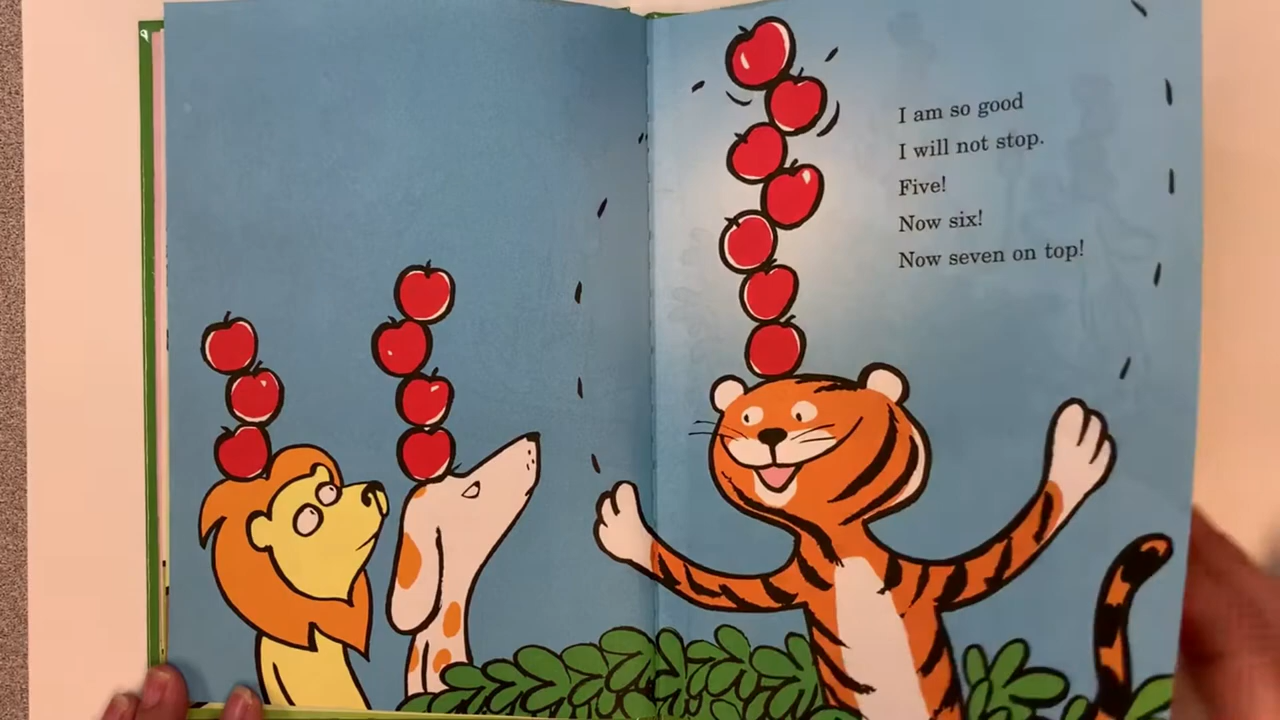 I am so good
I will not stop.
Five!
Now six!
Now seven on top!